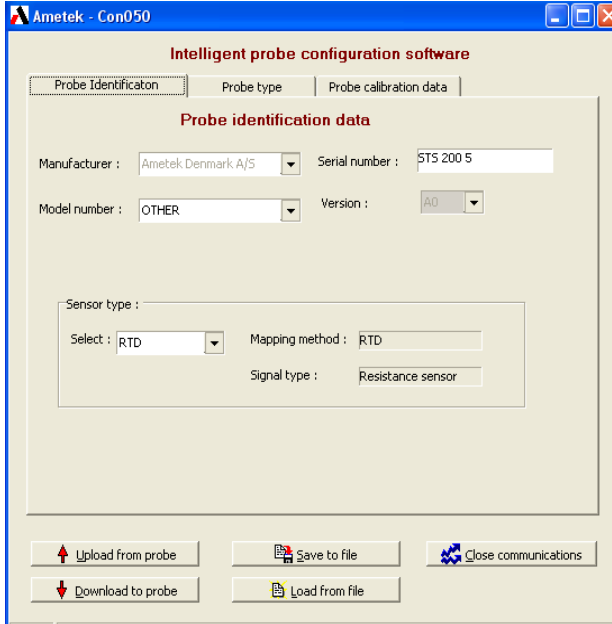 Ametek - Con050
Intelligent probe configuration software
Probe Identificaton Probe type Probe calibration data
Probe identification data
Manufacturer : Ametek Denmark A/S Serial number : STS 200 5
Model number : OTHER Version : A0
Sensor type :
Select : RTD Mapping method : RTD
Signal type : Resistance sensor
Upload from probe Save to file Close communications
Download to probe Load from file